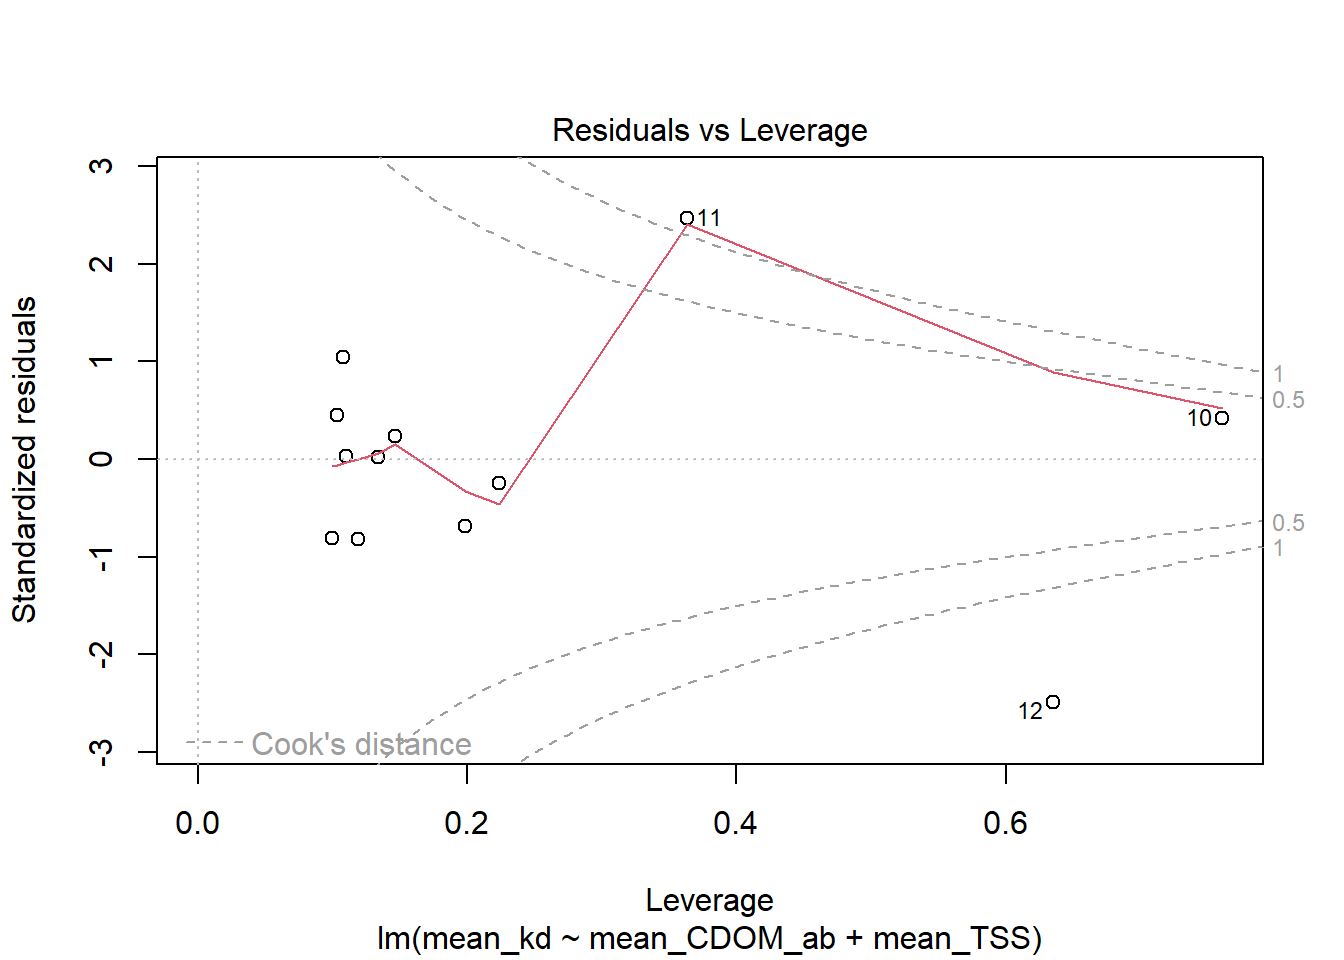 Residuals vs Leverage
Standardized residuals
3
2
1
0
-1
-2
-3
11
10
12
1
0.5
0.5
1
Cook's distance
0.0 0.2 0.4 0.6
Leverage
lm(mean_kd ~ mean_CDOM_ab + mean_TSS)